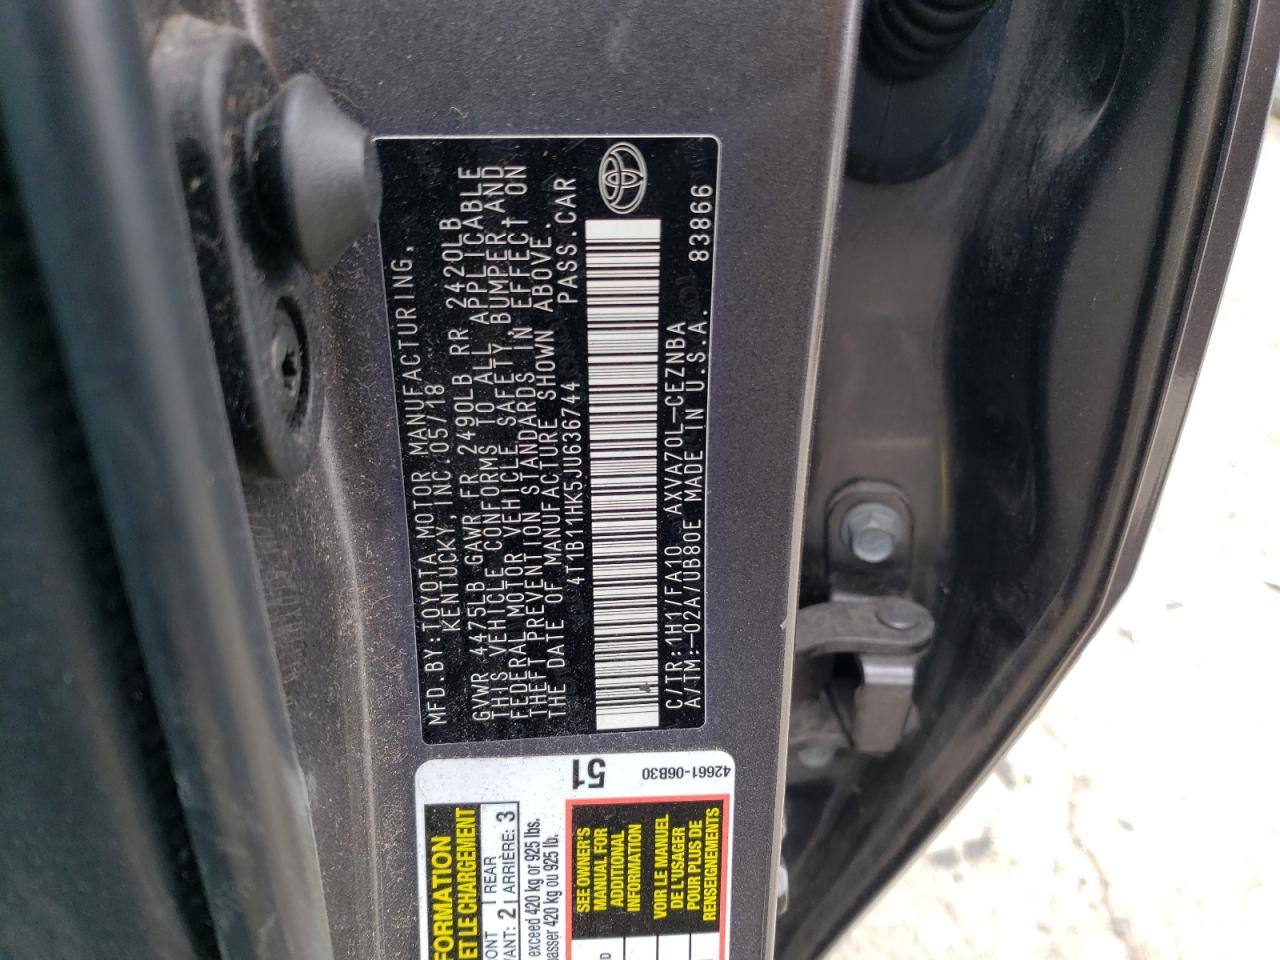 MFD.BY:TOYOTA MOTOR MANUFACTURING,
KENTUCKY, INC. 05/18
GVWR 4475LB GAWR FR 2490LB RR 2420LB
THIS VEHICLE CONFORMS TO ALL APPLICABLE
FEDERAL MOTOR VEHICLE SAFETY, BUMPER, AND
THEFT PREVENTION STANDARDS IN EFFECT ON
THE DATE OF MANUFACTURE SHOWN ABOVE.
4T1B11HK5JU636744 PASS.CAR
C/TR:1H1/FA10 AXVA70L-CEZNBA
A/TM:-02A/UB80E MADE IN U.S.A. 83866
51
42661-06B30
FORMATION
ET LE CHARGEMENT
ONT 2 REAR 3
VANT: ARRIÈRE:
exceed 420 kg or 925 lbs.
passer 420 kg ou 925 lb.
SEE OWNER'S
MANUAL FOR
ADDITIONAL
INFORMATION
VOIR LE MANUEL
DE L'USAGER
POUR PLUS DE
RENSEIGNEMENTS
D